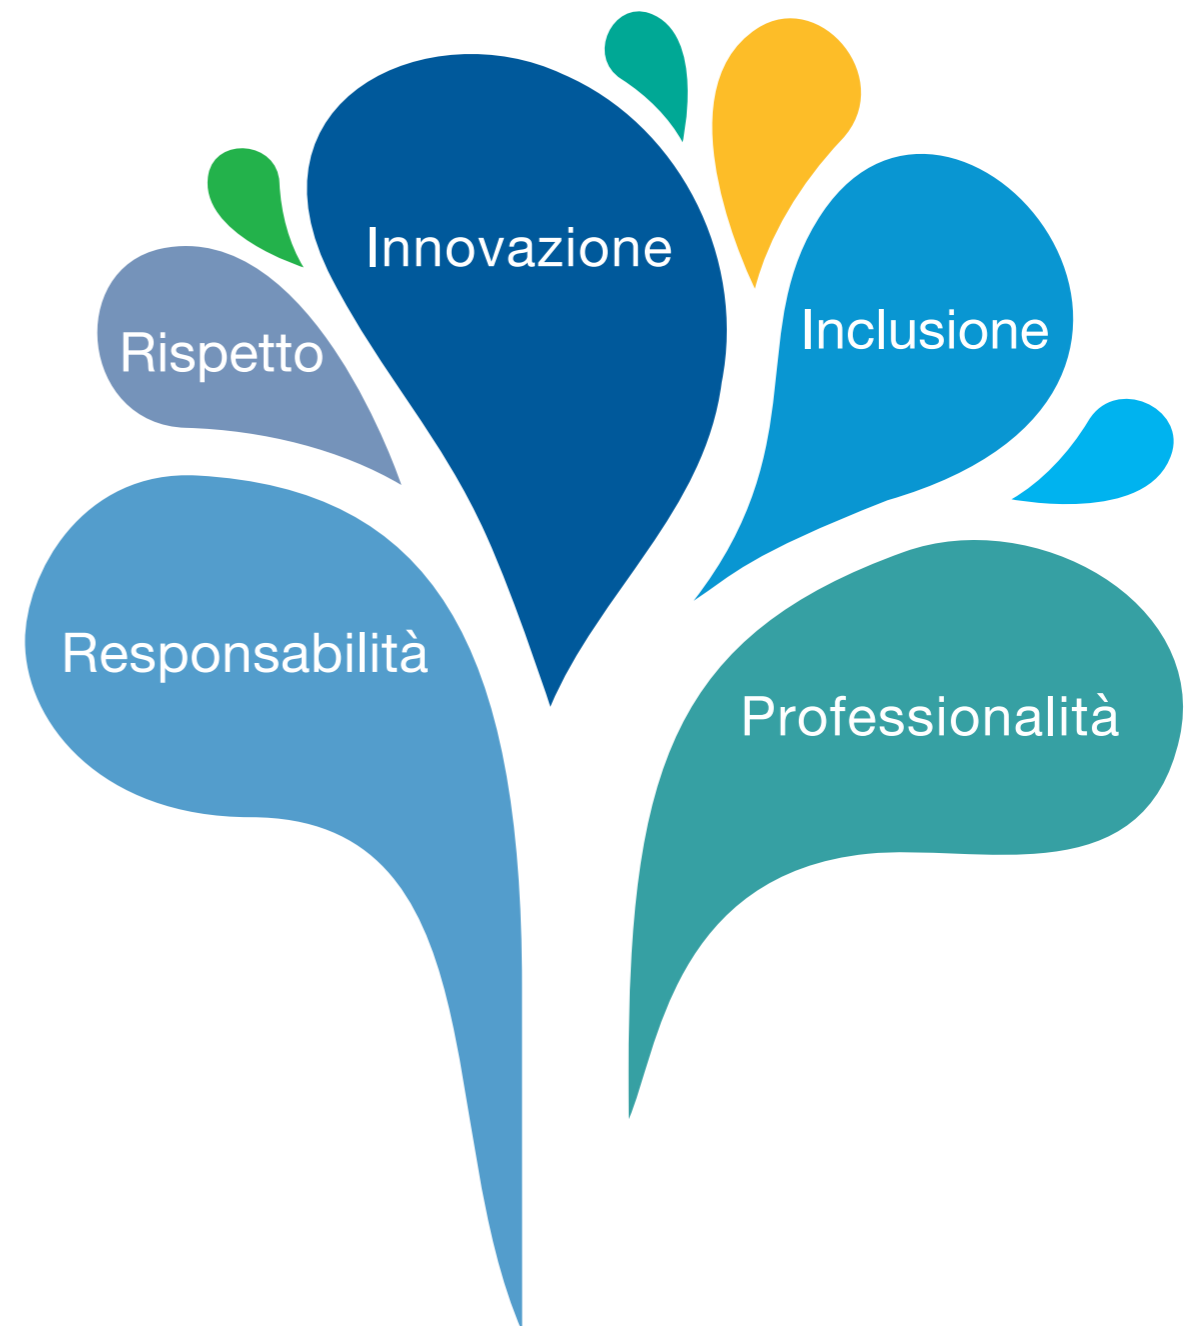 Innovazione
Inclusione
Rispetto
Responsabilità
Professionalità